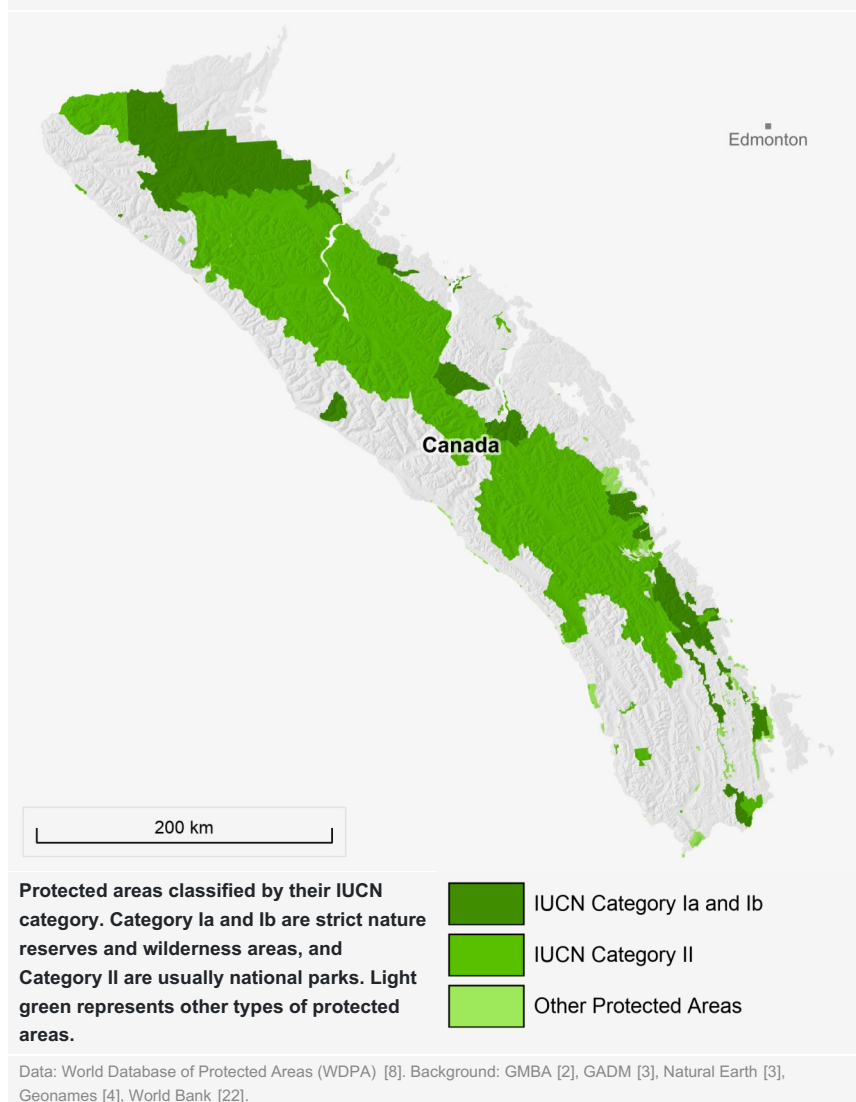 Edmonton
Canada
200 km
Protected areas classified by their IUCN
category. Category Ia and Ib are strict nature
reserves and wilderness areas, and
Category II are usually national parks. Light
green represents other types of protected
areas.
IUCN Category Ia and Ib
IUCN Category II
Other Protected Areas
Data: World Database of Protected Areas (WDPA) [8]. Background: GMBA [2], GADM [3], Natural Earth [3],
Geonames [4], World Bank [22].